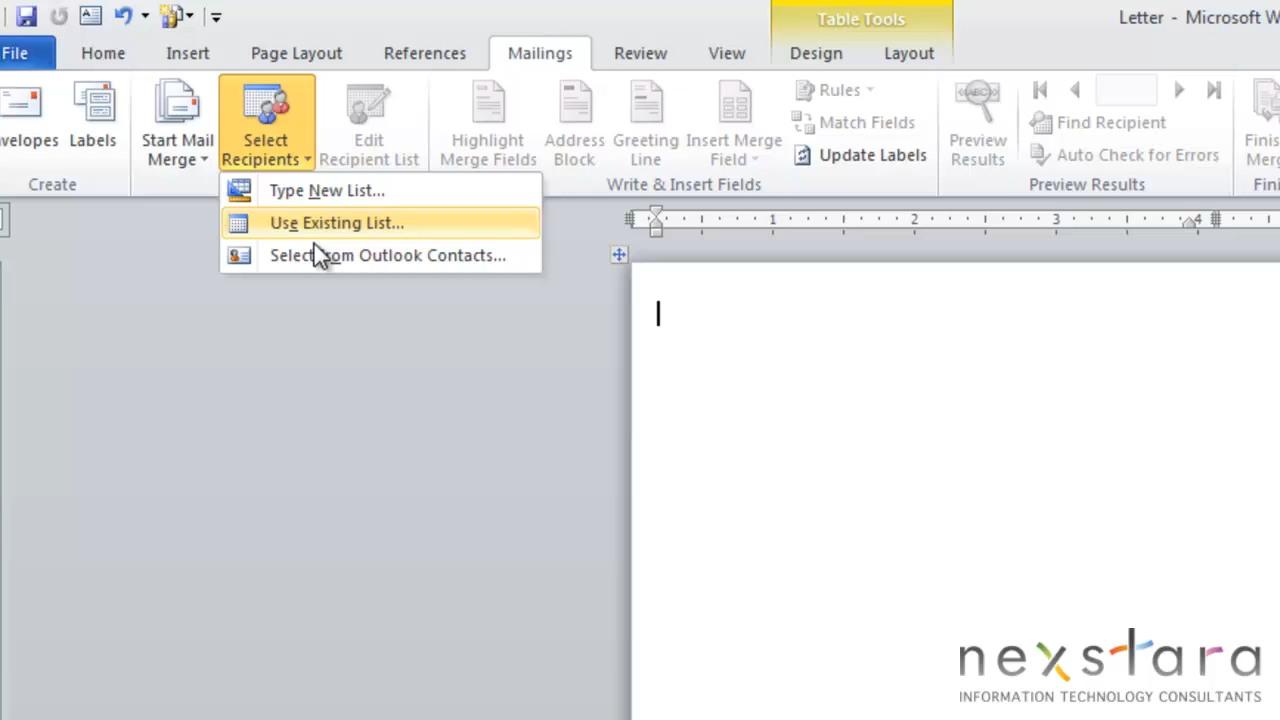 Table Tools
Letter - Microsoft W
File Home Insert Page Layout References Mailings Review View Design Layout
Envelopes Labels Start Mail Merge Select Recipients Edit Recipient List Highlight Merge Fields Address Block Greeting Line Insert Merge Field Rules Match Fields Update Labels Preview Results Find Recipient Auto Check for Errors Finis Merg
Create Write & Insert Fields Preview Results Fini
Type New List...
Use Existing List...
Select from Outlook Contacts...
1 2 3 4
nexstara
INFORMATION TECHNOLOGY CONSULTANTS